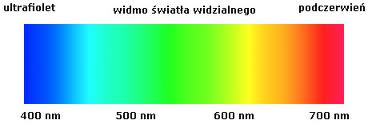 ultrafiolet widmo światła widzialnego podczerwień
400 nm 500 nm 600 nm 700 nm